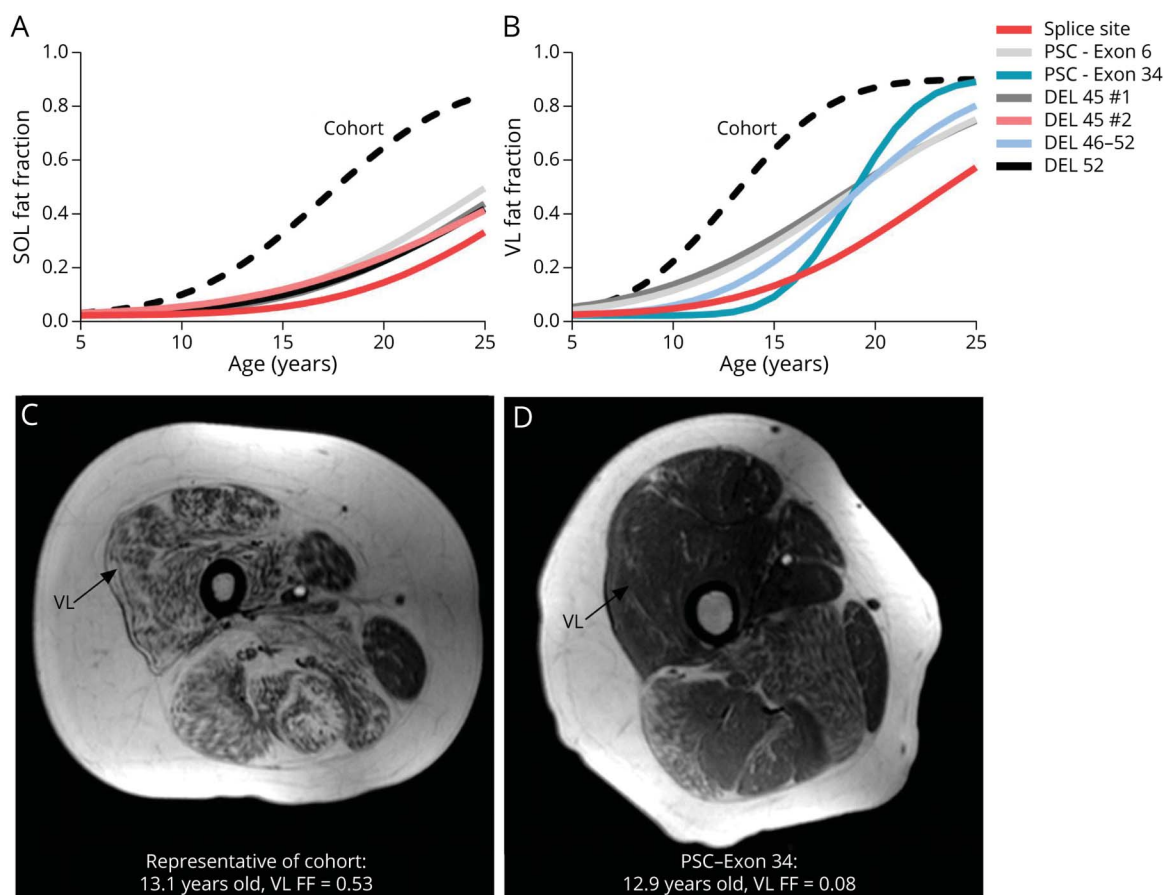 A
SOL fat fraction
1.0
0.8
0.6
0.4
0.2
0.0
Cohort
5
10
15
20
25
Age (years)
B
VL fat fraction
1.0
0.8
0.6
0.4
0.2
0.0
Cohort
5
10
15
20
25
Age (years)
Splice site
PSC - Exon 6
PSC - Exon 34
DEL 45 #1
DEL 45 #2
DEL 46–52
DEL 52
C
VL
Representative of cohort:
13.1 years old, VL FF = 0.53
D
VL
PSC–Exon 34:
12.9 years old, VL FF = 0.08